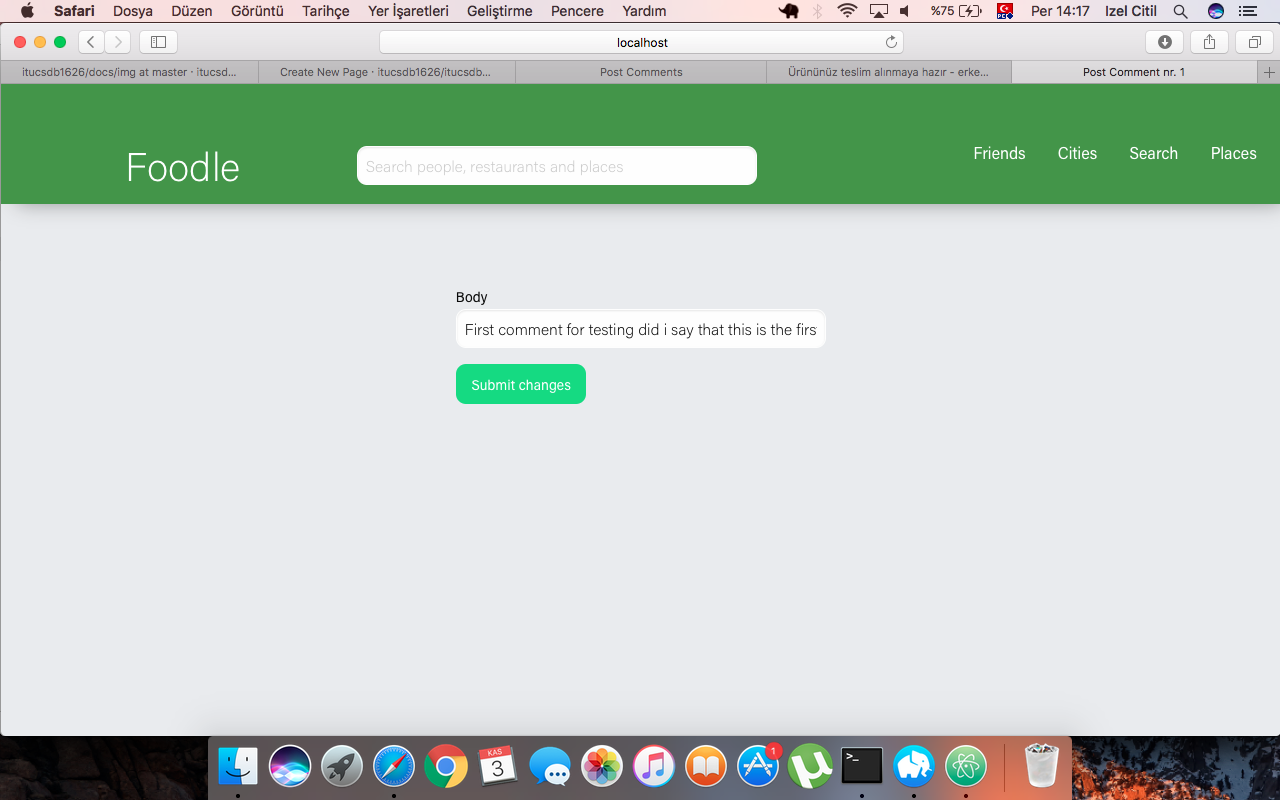 Safari Dosya Düzen Görüntü Tarihçe Yer İşaretleri Geliştirme Pencere Yardım %75 Per 14:17 Izel Citil
localhost
itucsdb1626/docs/img at master · itucsd... Create New Page · itucsdb1626/itucsdb... Post Comments Ürününüz teslim alınmaya hazır - erke... Post Comment nr. 1
Foodle
Search people, restaurants and places
Friends Cities Search Places
Body
First comment for testing did i say that this is the firs
Submit changes
KAS
3
1
>_